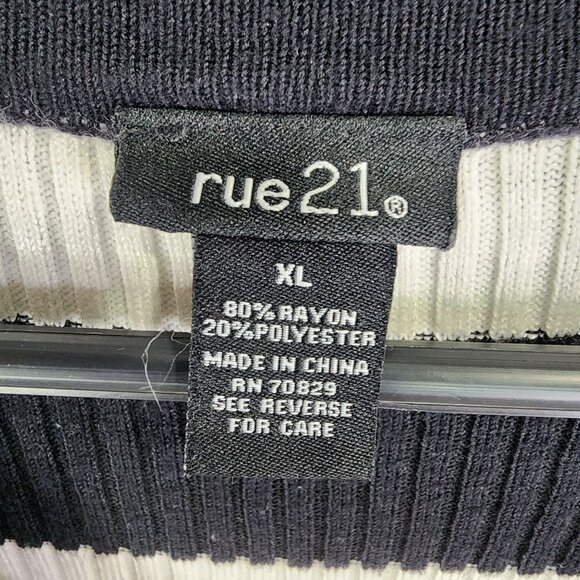 rue21®
XL
80% RAYON
20%POLYESTER
MADE IN CHINA
RN 70829
SEE REVERSE
FOR CARE